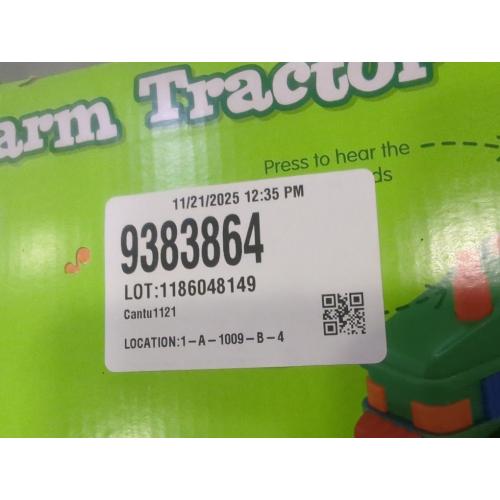 arm Tractor
Press to hear the
ds
11/21/2025 12:35 PM
9383864
LOT:1186048149
Cantu1121
LOCATION:1-A-1009-B-4